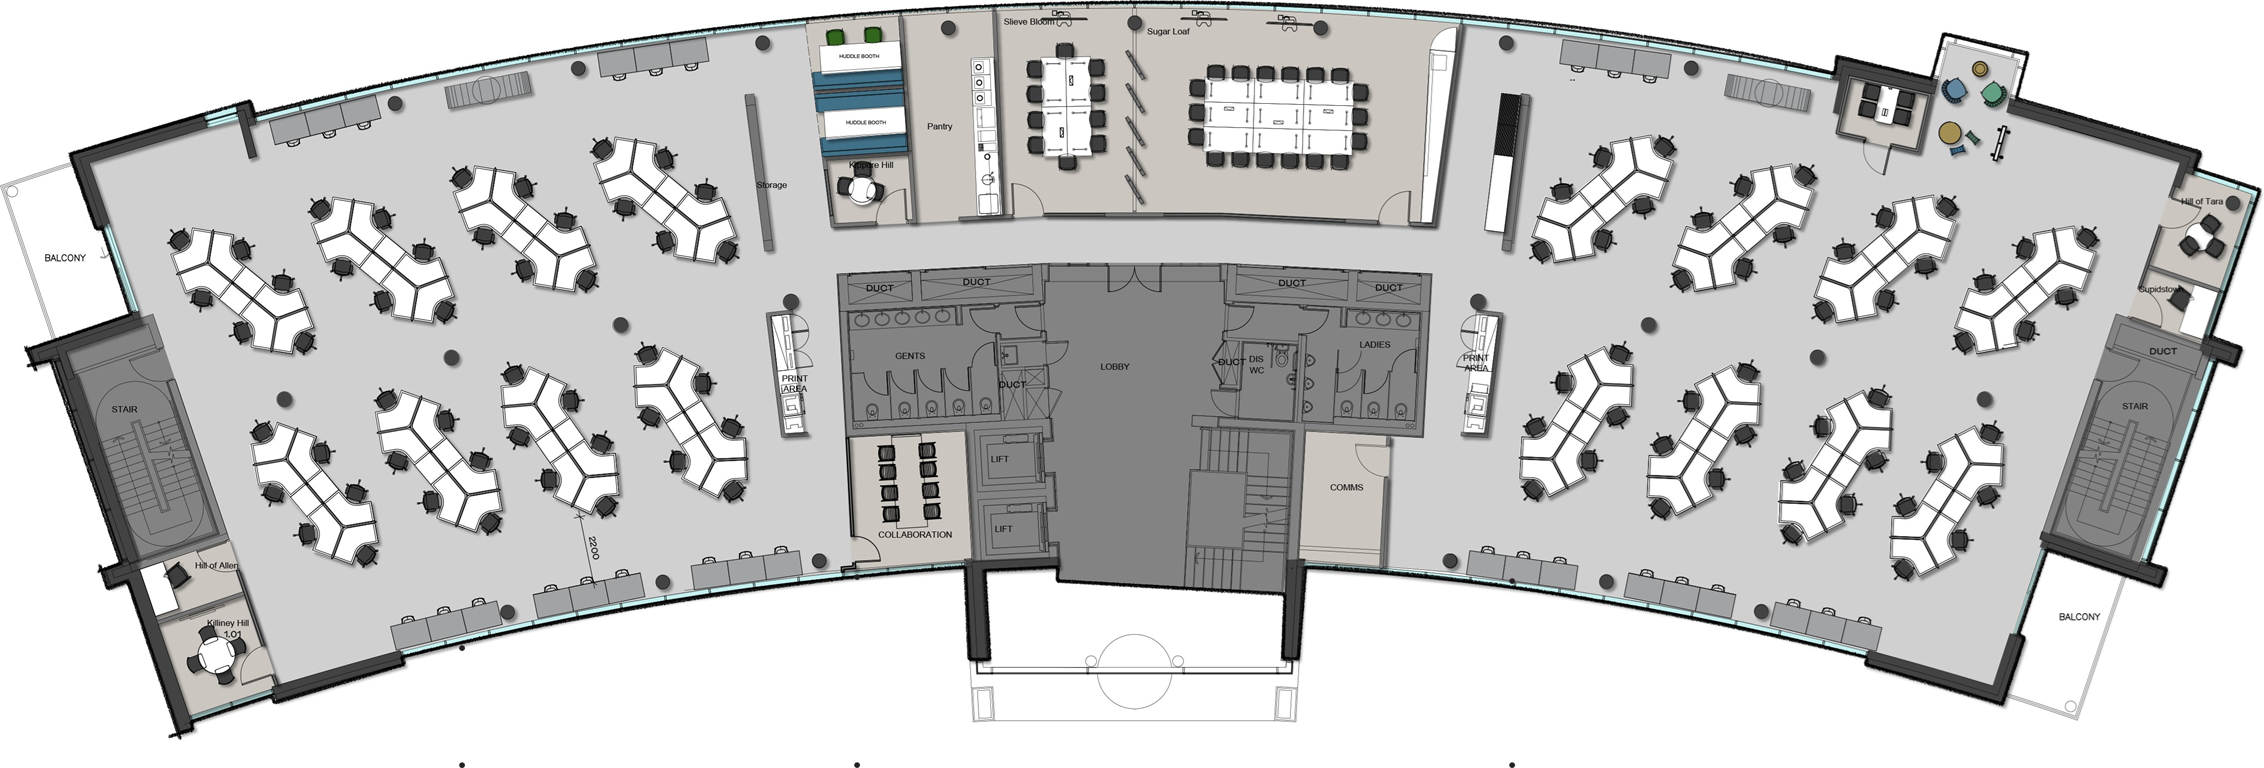 Slieve Bloom
Sugar Loaf
HUDDLE BOOTH
HUDDLE BOOTH
Pantry
Kippure Hill
Storage
Hill of Tara
BALCONY
Cupidstown
DUCT
DUCT
DUCT
DUCT
GENTS
LOBBY
DUCT
DIS
WC
LADIES
DUCT
PRINT
AREA
PRINT
AREA
DUCT
STAIR
STAIR
LIFT
COMMS
LIFT
COLLABORATION
2200
Hill of Allen
Killiney Hill
1.01
BALCONY